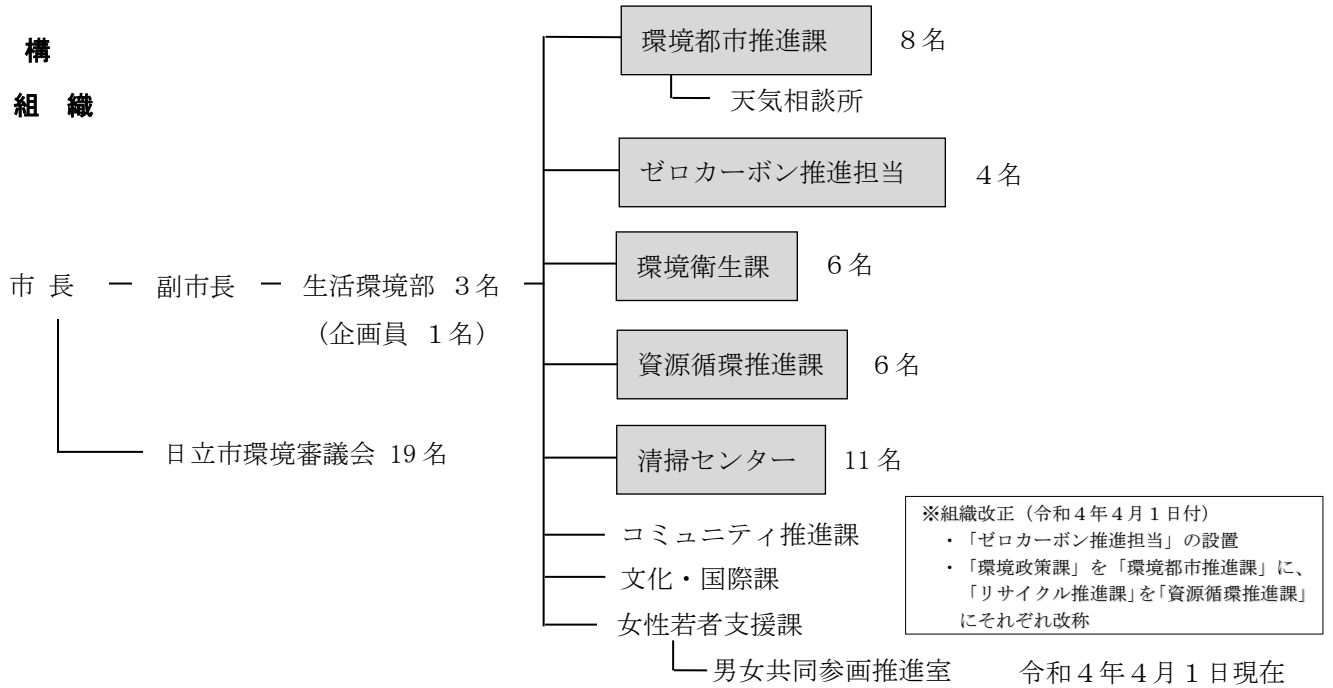 構
組 織
環境都市推進課 8名
天気相談所
ゼロカーボン推進担当 4名
環境衛生課 6名
市 長 ー 副市長 ー 生活環境部 3名
(企画員 1名)
資源循環推進課 6名
日立市環境審議会 19名
清掃センター 11名
コミュニティ推進課
文化・国際課
女性若者支援課
男女共同参画推進室
※組織改正（令和４年４月１日付）
・「ゼロカーボン推進担当」の設置
・「環境政策課」を「環境都市推進課」に、
「リサイクル推進課」を「資源循環推進課」
にそれぞれ改称
令和４年４月１日現在